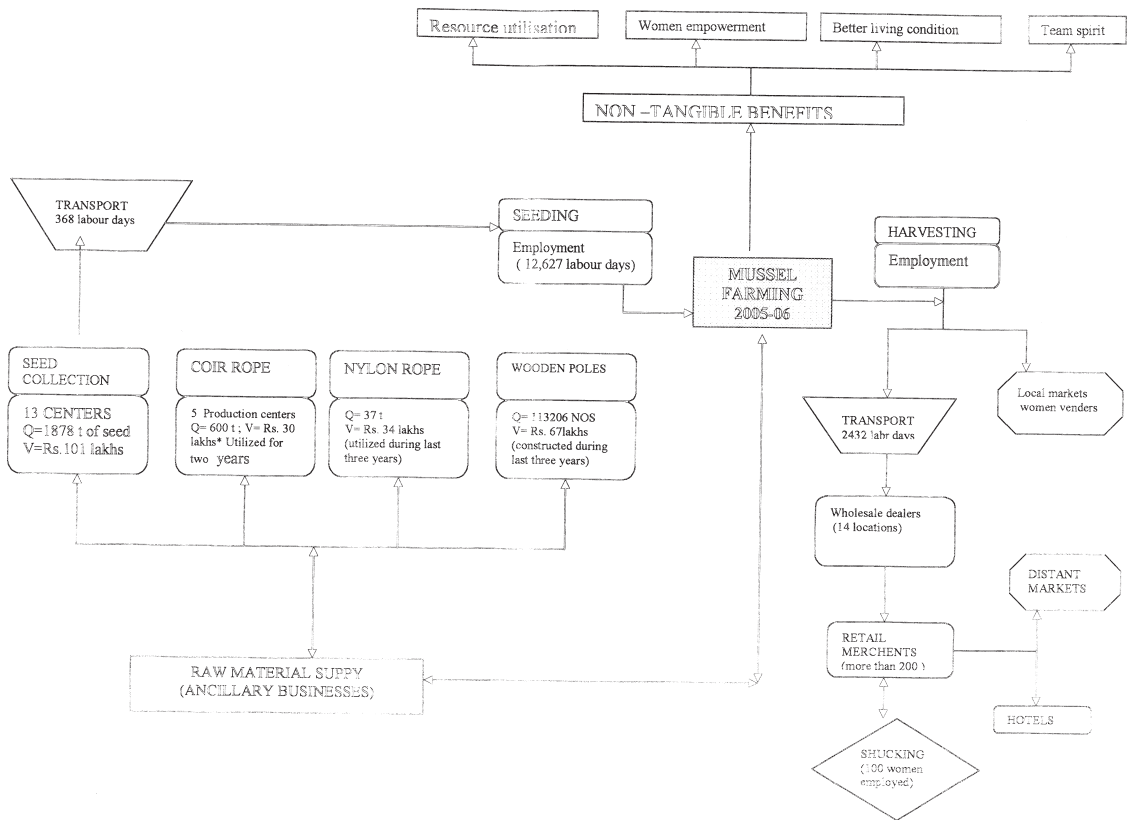 Resource utilisation
Women empowerment
Better living condition
Team spirit
NON –TANGIBLE BENEFITS
TRANSPORT
368 labour days
SEEDING
Employment
( 12,627 labour days)
MUSSEL
FARMING
2005-06
HARVESTING
Employment
SEED
COLLECTION
13 CENTERS
Q=1878 t of seed
V=Rs.101 lakhs
COIR ROPE
5 Production centers
Q= 600 t ; V= Rs. 30
lakhs* Utilized for
two years
NYLON ROPE
Q= 37 t
V= Rs. 34 lakhs
(utilized during last
three years)
WOODEN POLES
Q= 113206 NOS
V= Rs. 67lakhs
(constructed during
last three years)
Local markets
women venders
TRANSPORT
2432 labr days
Wholesale dealers
(14 locations)
DISTANT
MARKETS
RETAIL
MERCHENTS
(more than 200 )
HOTELS
RAW MATERIAL SUPPY
(ANCILLARY BUSINESSES)
SHUCKING
(100 women
employed)